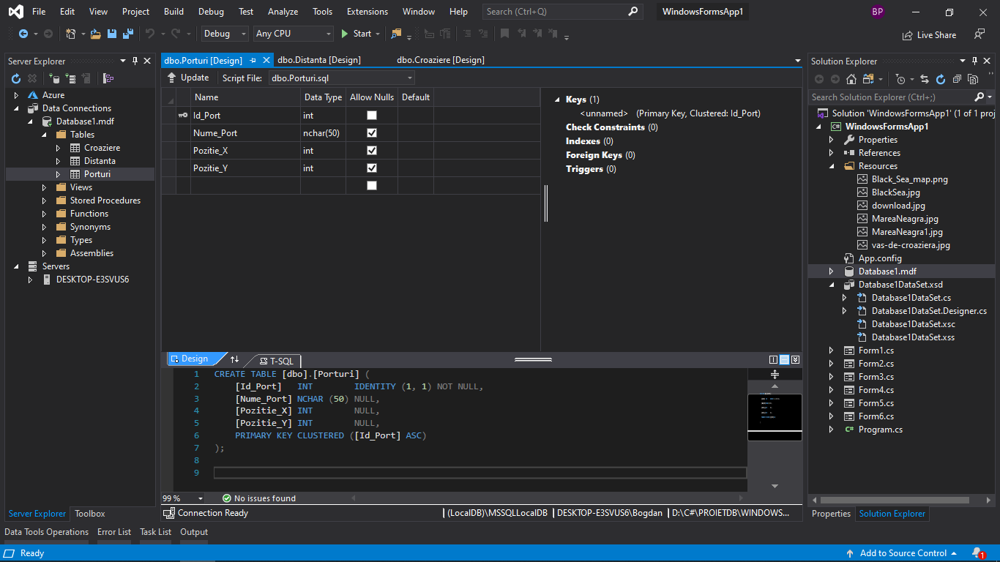 File Edit View Project Build Debug Test Analyze Tools Extensions Window Help Search (Ctrl+Q) WindowsFormsApp1 BP
Debug Any CPU Start Live Share
Server Explorer
Azure
Data Connections
Database1.mdf
Tables
Croaziere
Distanta
Porturi
Views
Stored Procedures
Functions
Synonyms
Types
Assemblies
Servers
DESKTOP-E3SVUS6
Server Explorer Toolbox
dbo.Porturi [Design] dbo.Distanta [Design] dbo.Croaziere [Design]
Update Script File: dbo.Porturi.sql
Name Data Type Allow Nulls Default
Id_Port int
Nume_Port nchar(50)
Pozitie_X int
Pozitie_Y int
Keys (1)
<unnamed> (Primary Key, Clustered: Id_Port)
Check Constraints (0)
Indexes (0)
Foreign Keys (0)
Triggers (0)
Design T-SQL
1 CREATE TABLE [dbo].[Porturi] (
2 [Id_Port] INT IDENTITY (1, 1) NOT NULL,
3 [Nume_Port] NCHAR (50) NULL,
4 [Pozitie_X] INT NULL,
5 [Pozitie_Y] INT NULL,
6 PRIMARY KEY CLUSTERED ([Id_Port] ASC)
7 );
8
9
99 % No issues found
Connection Ready (LocalDB)\MSSQLLocalDB DESKTOP-E3SVUS6\Bogdan D:\C#\PROIETDB\WINDOWS...
Solution Explorer
Search Solution Explorer (Ctrl+;)
Solution 'WindowsFormsApp1' (1 of 1 proj
C# WindowsFormsApp1
Properties
References
Resources
Black_Sea_map.png
BlackSea.jpg
download.jpg
MareaNeagra.jpg
MareaNeagra1.jpg
vas-de-croaziera.jpg
App.config
Database1.mdf
Database1DataSet.xsd
Database1DataSet.cs
Database1DataSet.Designer.cs
Database1DataSet.xsc
Database1DataSet.xss
Form1.cs
Form2.cs
Form3.cs
Form4.cs
Form5.cs
Form6.cs
C# Program.cs
Properties Solution Explorer
Data Tools Operations Error List Task List Output
Ready Add to Source Control 1